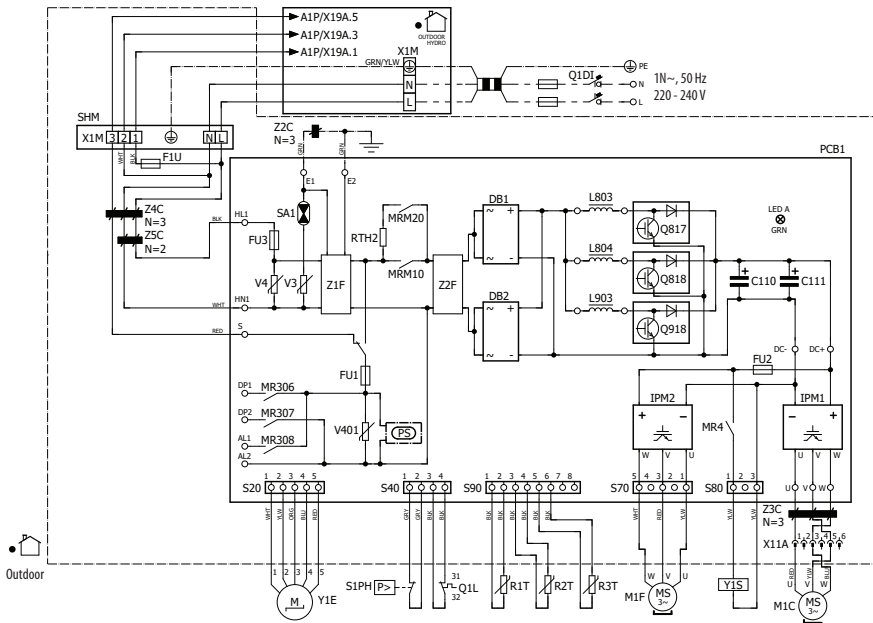 A1P/X19A.5
A1P/X19A.3
A1P/X19A.1
OUTDOOR
HYDRO
X1M
GRN/YLW
N
L
PE
Q1DI
N
L
1N~, 50 Hz
220 - 240 V
SHM
X1M 3 2 1 N L
WHT
BLK
F1U
Z2C
N=3
GRN
GRN
E1
E2
PCB1
Z4C
N=3
Z5C
N=2
BLK
HL1
FU3
SA1
RTH2
MRM20
MRM10
V4
V3
Z1F
Z2F
WHT
HN1
RED
S
DB1
~ +
~ -
DB2
~ +
~ -
L803
Q817
L804
Q818
L903
Q918
LED A
GRN
+ +
C110
C111
DC-
DC+
FU2
FU1
DP1
MR306
DP2
MR307
AL1
MR308
AL2
V401
PS
IPM2
+ -
W V U
MR4
IPM1
- +
U V W
U V W
S20
1 2 3 4 5
S40
1 2 3 4
S90
1 2 3 4 5 6 7 8
S70
5 4 3 2 1
S80
1 2 3
WHT
YLW
ORG
BLU
RED
GRY
GRY
BLK
BLK
BLK
BLK
BLK
BLK
BLK
BLK
WHT
RED
YLW
YLW
YLW
Z3C
N=3
X11A
1 2 3 4 5 6
RED
YLW
BLU
Outdoor
1 2 3 4 5
M
Y1E
S1PH
P>
31
32
Q1L
R1T
R2T
R3T
W V U
M1F
MS
3~
Y1S
U V W
M1C
MS
3~